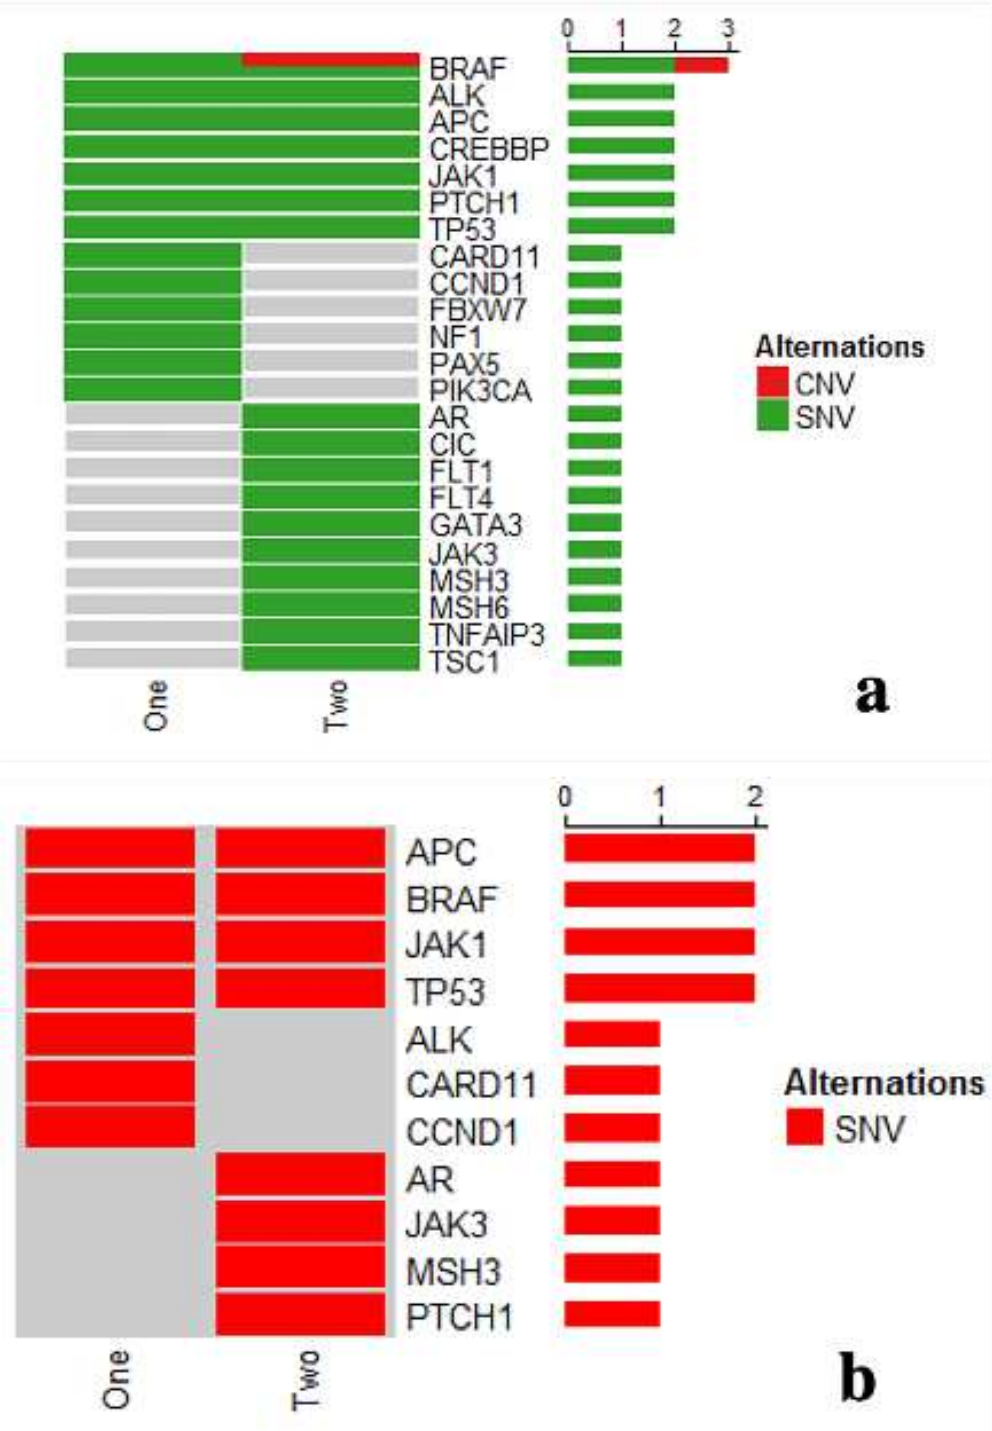 0 1 2 3
BRAF
ALK
APC
CREBBP
JAK1
PTCH1
TP53
CARD11
CCND1
FBXW7
NF1
PAX5
PIK3CA
AR
CIC
FLT1
FLT4
GATA3
JAK3
MSH3
MSH6
TNFAIP3
TSC1
One Two
Alternations
CNV
SNV
a
0 1 2
APC
BRAF
JAK1
TP53
ALK
CARD11
CCND1
AR
JAK3
MSH3
PTCH1
One Two
Alternations
SNV
b